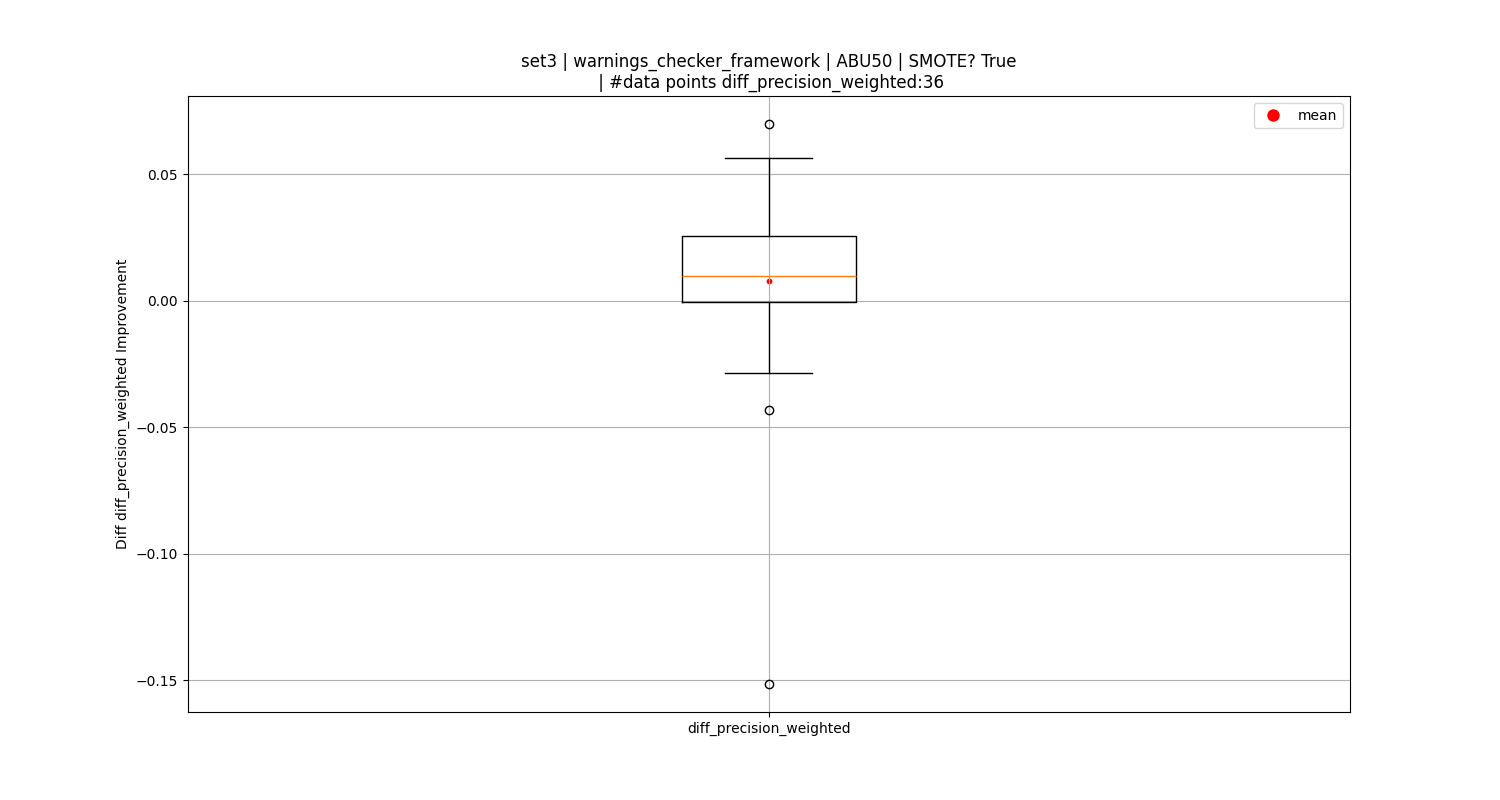 set3 | warnings_checker_framework | ABU50 | SMOTE? True
| #data points diff_precision_weighted:36
mean
0.05
0.00
−0.05
−0.10
−0.15
Diff diff_precision_weighted Improvement
diff_precision_weighted